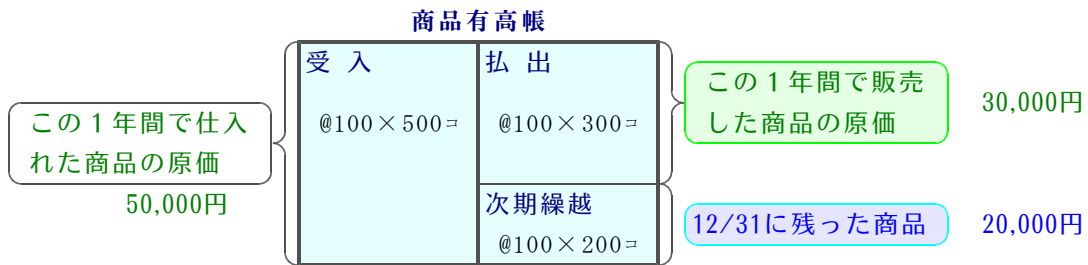 商品有高帳
受 入
払 出
@100×500コ
@100×300コ
この1年間で販売
した商品の原価
30,000円
この1年間で仕入
れた商品の原価
50,000円
次期繰越
@100×200コ
12/31に残った商品
20,000円